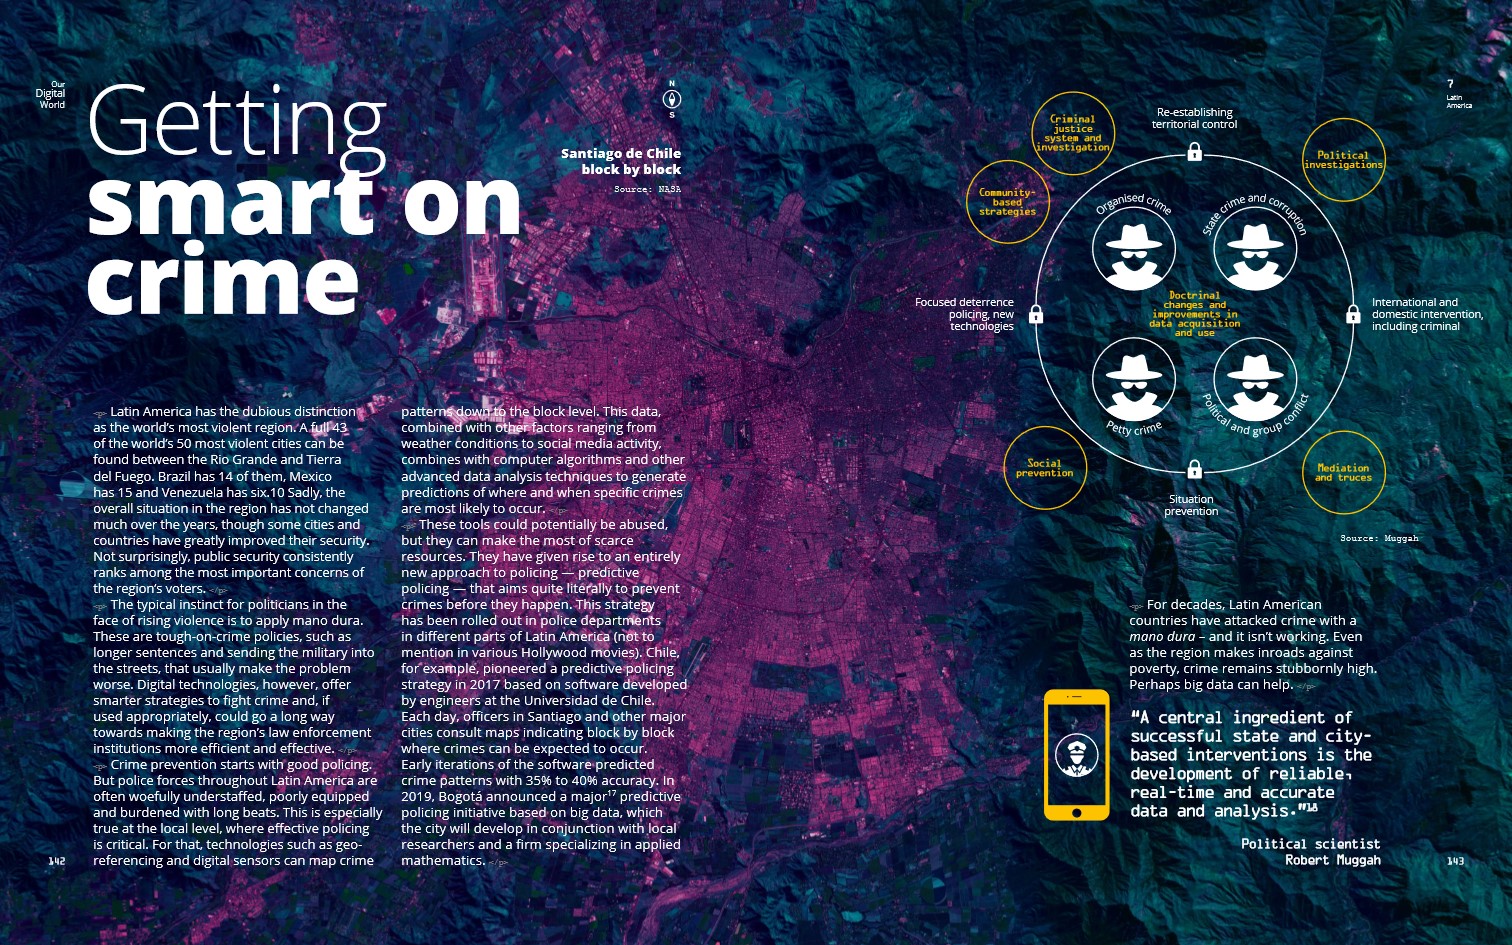 Our
Digital
World
Getting
smart on
crime
N
S
Santiago de Chile
block by block
Source: NASA
<p> Latin America has the dubious distinction
as the world's most violent region. A full 43
of the world's 50 most violent cities can be
found between the Rio Grande and Tierra
del Fuego. Brazil has 14 of them, Mexico
has 15 and Venezuela has six.10 Sadly, the
overall situation in the region has not changed
much over the years, though some cities and
countries have greatly improved their security.
Not surprisingly, public security consistently
ranks among the most important concerns of
the region's voters. </p>
<p> The typical instinct for politicians in the
face of rising violence is to apply mano dura.
These are tough-on-crime policies, such as
longer sentences and sending the military into
the streets, that usually make the problem
worse. Digital technologies, however, offer
smarter strategies to fight crime and, if
used appropriately, could go a long way
towards making the region's law enforcement
institutions more efficient and effective. </p>
<p> Crime prevention starts with good policing.
But police forces throughout Latin America are
often woefully understaffed, poorly equipped
and burdened with long beats. This is especially
true at the local level, where effective policing
is critical. For that, technologies such as geo-
referencing and digital sensors can map crime
patterns down to the block level. This data,
combined with other factors ranging from
weather conditions to social media activity,
combines with computer algorithms and other
advanced data analysis techniques to generate
predictions of where and when specific crimes
are most likely to occur. </p>
<p> These tools could potentially be abused,
but they can make the most of scarce
resources. They have given rise to an entirely
new approach to policing — predictive
policing — that aims quite literally to prevent
crimes before they happen. This strategy
has been rolled out in police departments
in different parts of Latin America (not to
mention in various Hollywood movies). Chile,
for example, pioneered a predictive policing
strategy in 2017 based on software developed
by engineers at the Universidad de Chile.
Each day, officers in Santiago and other major
cities consult maps indicating block by block
where crimes can be expected to occur.
Early iterations of the software predicted
crime patterns with 35% to 40% accuracy. In
2019, Bogotá announced a major¹⁷ predictive
policing initiative based on big data, which
the city will develop in conjunction with local
researchers and a firm specializing in applied
mathematics. </p>
142
7
Latin
America
Criminal
justice
system and
investigation
Re-establishing
territorial control
Political
investigations
Community-
based
strategies
Organised crime
State crime and corruption
Focused deterrence
policing, new
technologies
Doctrinal
changes and
improvements in
data acquisition
and use
International and
domestic intervention,
including criminal
Petty crime
Political and group conflict
Social
prevention
Mediation
and truces
Situation
prevention
Source: Muggah
<p> For decades, Latin American
countries have attacked crime with a
mano dura – and it isn't working. Even
as the region makes inroads against
poverty, crime remains stubbornly high.
Perhaps big data can help. </p>
"A central ingredient of
successful state and city-
based interventions is the
development of reliable,
real-time and accurate
data and analysis."¹⁸
Political scientist
Robert Muggah
143